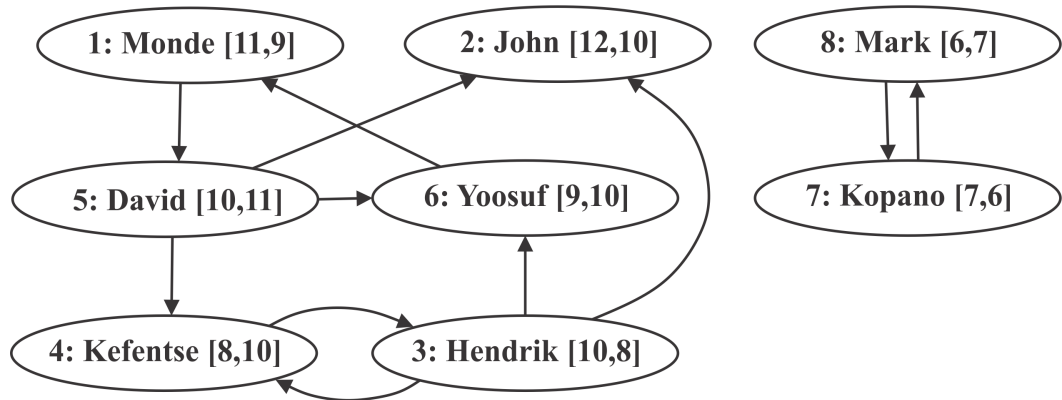 1: Monde [11,9]
2: John [12,10]
8: Mark [6,7]
5: David [10,11]
6: Yoosuf [9,10]
7: Kopano [7,6]
4: Kefentse [8,10]
3: Hendrik [10,8]